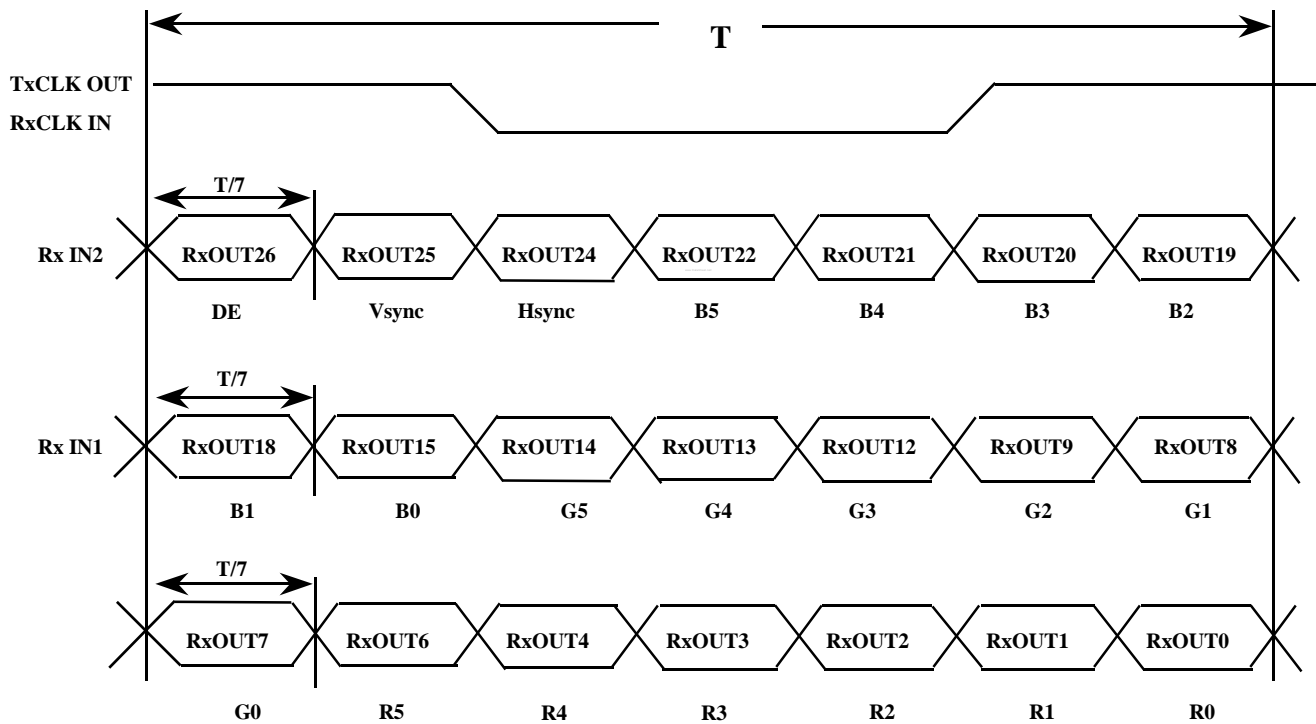 T
TxCLK OUT
RxCLK IN
T/7
Rx IN2 RxOUT26 RxOUT25 RxOUT24 RxOUT22 RxOUT21 RxOUT20 RxOUT19
DE Vsync Hsync B5 B4 B3 B2
T/7
Rx IN1 RxOUT18 RxOUT15 RxOUT14 RxOUT13 RxOUT12 RxOUT9 RxOUT8
B1 B0 G5 G4 G3 G2 G1
T/7
RxOUT7 RxOUT6 RxOUT4 RxOUT3 RxOUT2 RxOUT1 RxOUT0
G0 R5 R4 R3 R2 R1 R0